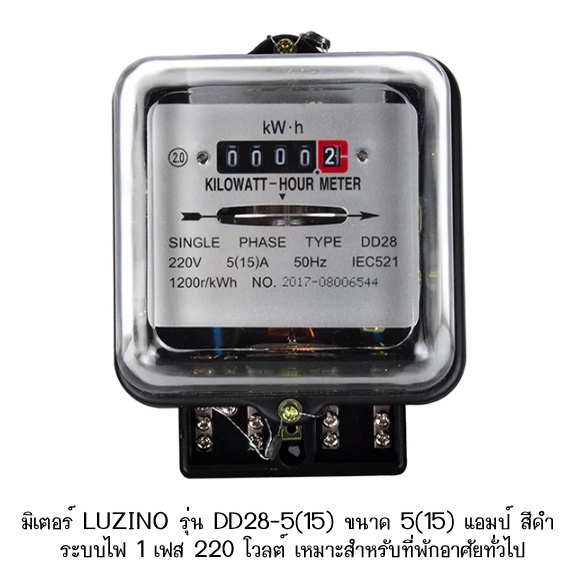 kW·h
2.0
0 0 0 0 2
KILOWATT-HOUR METER
SINGLE PHASE TYPE DD28
220V 5(15)A 50Hz IEC521
1200r/kWh NO. 2017-08006544
มิเตอร์ LUZINO รุ่น DD28-5(15) ขนาด 5(15) แอมป์ สีดำ
ระบบไฟ 1 เฟส 220 โวลต์ เหมาะสำหรับที่พักอาศัยทั่วไป